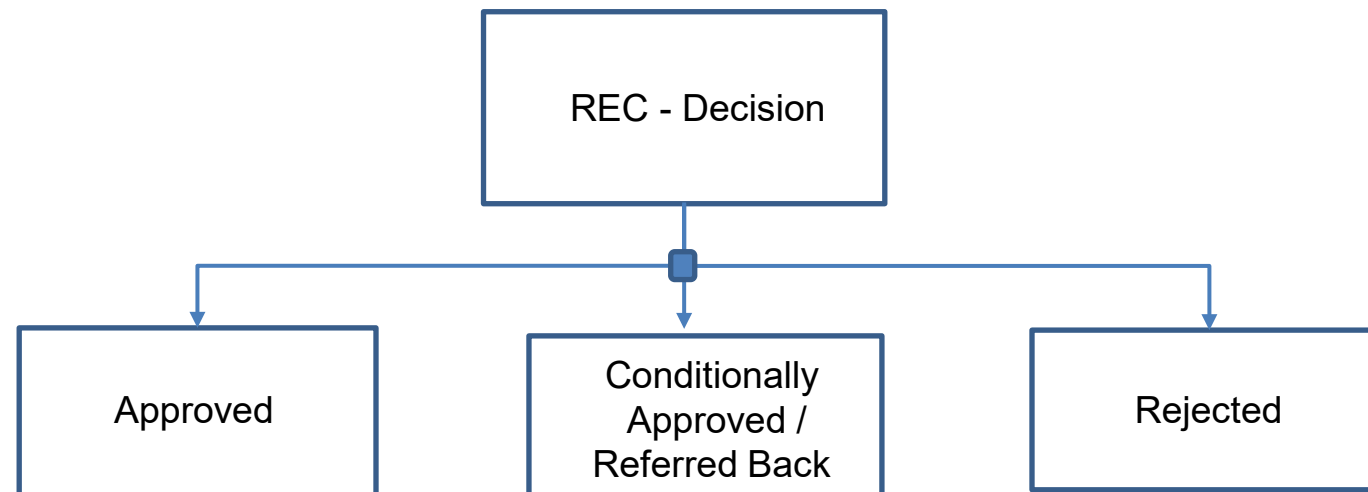 REC - Decision
Approved
Conditionally
Approved /
Referred Back
Rejected